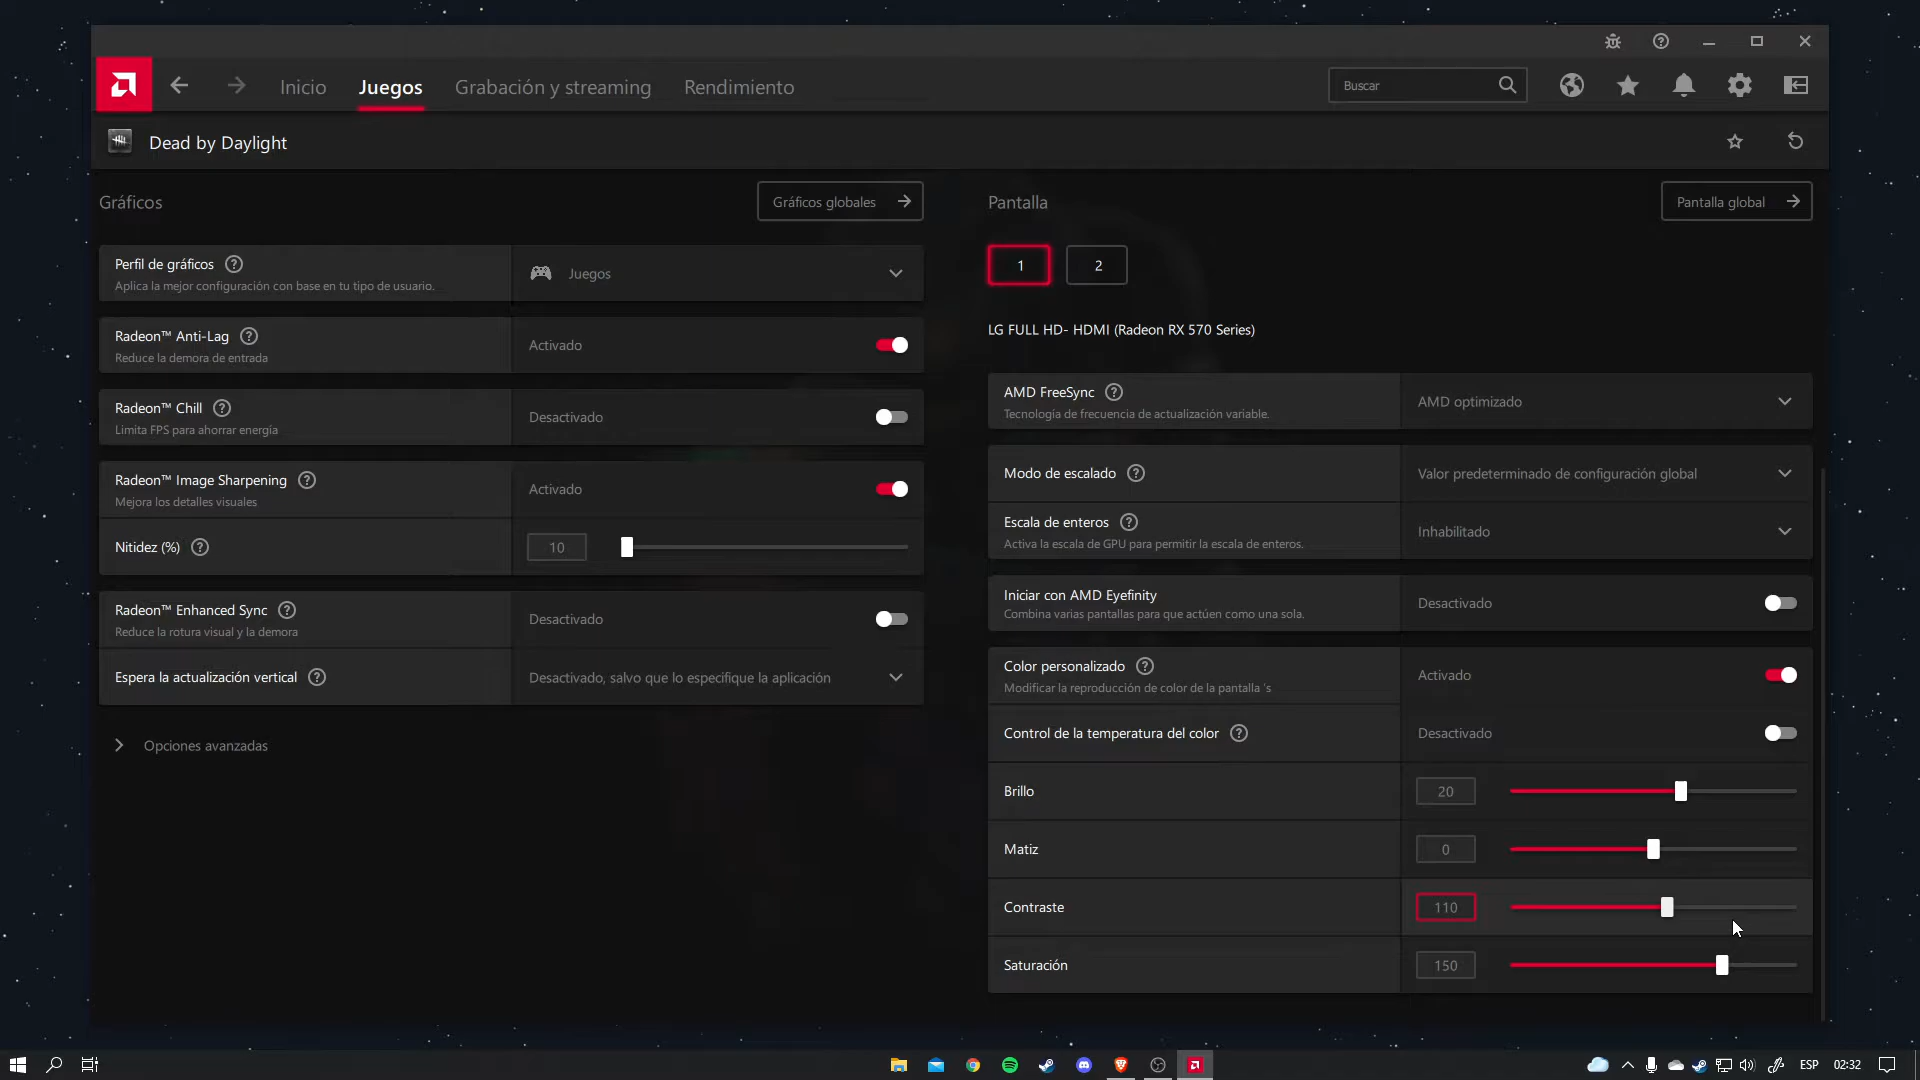 Inicio
Juegos
Grabación y streaming
Rendimiento
Buscar
Dead by Daylight
Gráficos
Gráficos globales
Perfil de gráficos
Aplica la mejor configuración con base en tu tipo de usuario.
Juegos
Radeon™ Anti-Lag
Reduce la demora de entrada
Activado
Radeon™ Chill
Limita FPS para ahorrar energía
Desactivado
Radeon™ Image Sharpening
Mejora los detalles visuales
Activado
Nitidez (%)
10
Radeon™ Enhanced Sync
Reduce la rotura visual y la demora
Desactivado
Espera la actualización vertical
Desactivado, salvo que lo especifique la aplicación
Opciones avanzadas
Pantalla
Pantalla global
1
2
LG FULL HD- HDMI (Radeon RX 570 Series)
AMD FreeSync
Tecnología de frecuencia de actualización variable.
AMD optimizado
Modo de escalado
Valor predeterminado de configuración global
Escala de enteros
Activa la escala de GPU para permitir la escala de enteros.
Inhabilitado
Iniciar con AMD Eyefinity
Combina varias pantallas para que actúen como una sola.
Desactivado
Color personalizado
Modificar la reproducción de color de la pantalla 's
Activado
Control de la temperatura del color
Desactivado
Brillo
20
Matiz
0
Contraste
110
Saturación
150
ESP
02:32